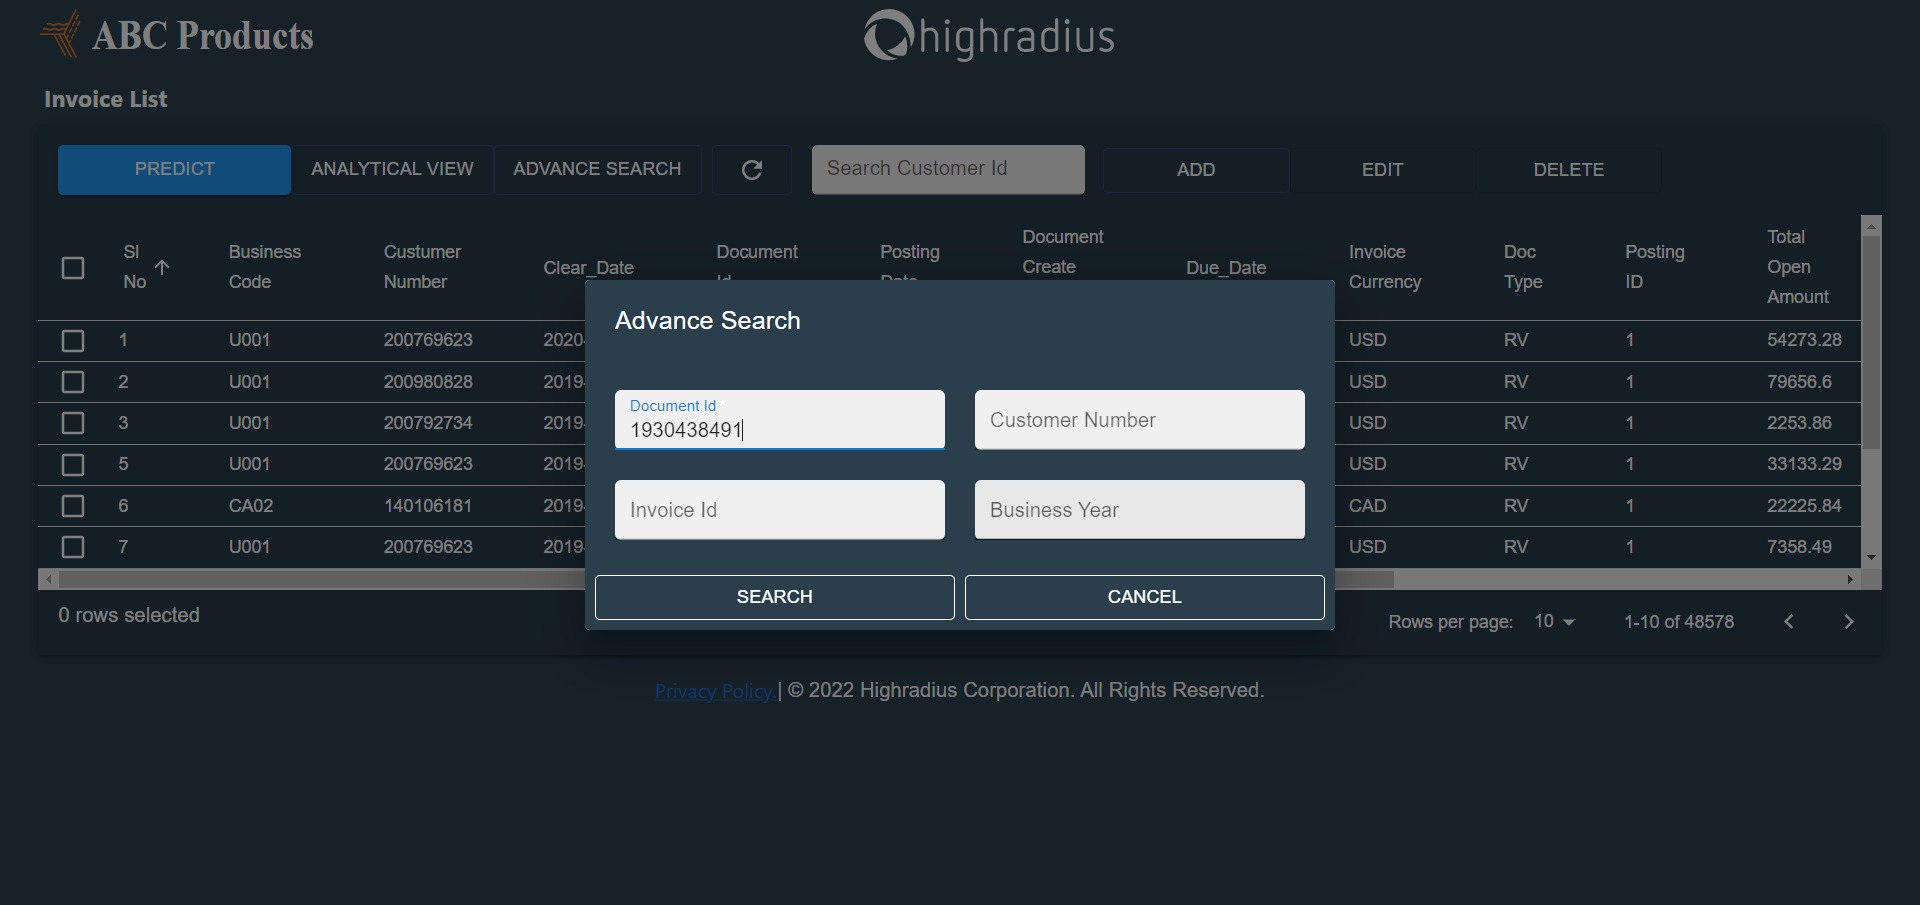 ABC Products
highradius
Invoice List
PREDICT
ANALYTICAL VIEW
ADVANCE SEARCH
Search Customer Id
ADD
EDIT
DELETE
Sl No
Business Code
Custumer Number
Clear_Date
Document
Posting
Document Create
Due_Date
Invoice Currency
Doc Type
Posting ID
Total Open Amount
1 U001 200769623 2020- USD RV 1 54273.28
2 U001 200980828 2019- USD RV 1 79656.6
3 U001 200792734 2019- USD RV 1 2253.86
5 U001 200769623 2019- USD RV 1 33133.29
6 CA02 140106181 2019- CAD RV 1 22225.84
7 U001 200769623 2019- USD RV 1 7358.49
Advance Search
Document Id *
1930438491
Customer Number
Invoice Id
Business Year
SEARCH
CANCEL
0 rows selected
Rows per page: 10
1-10 of 48578
Privacy Policy.| © 2022 Highradius Corporation. All Rights Reserved.